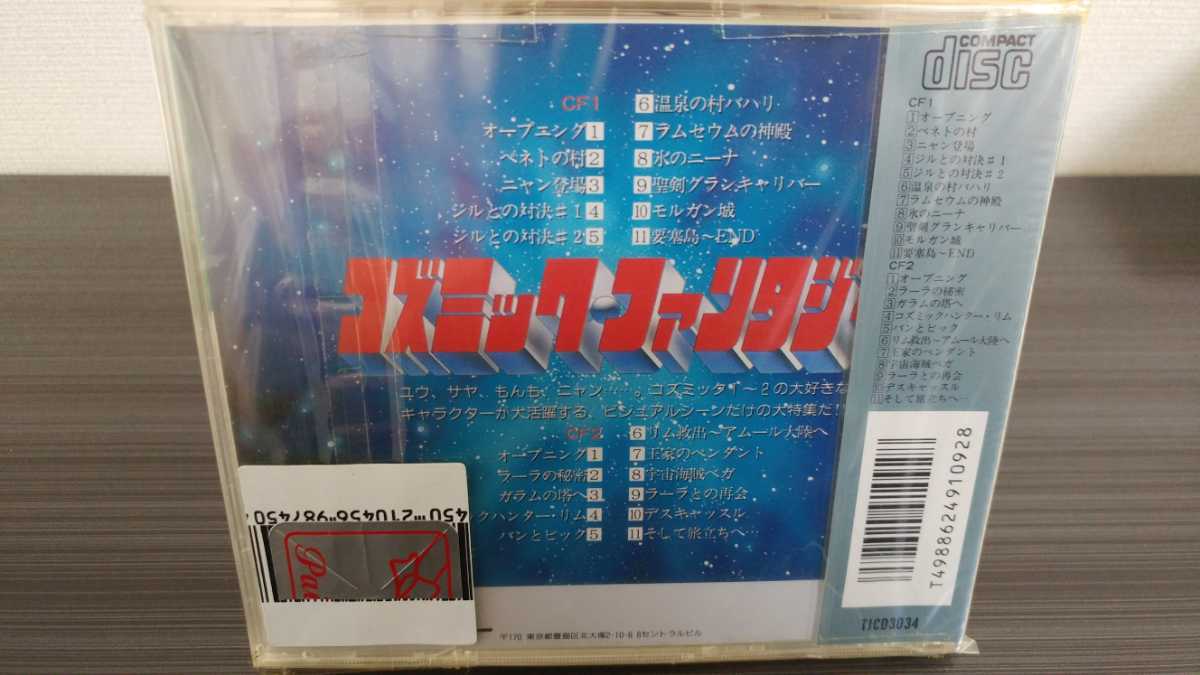 CF1
オープニング1
ベネトの村2
ニャン登場3
ジルとの対決♯1 4
ジルとの対決♯2 5
6温泉の村バハリ
7ラムセウムの神殿
8氷のニーナ
9聖剣グランキャリバー
10モルガン城
11要塞島〜END
コズミック・ファンタジ
ユウ、サヤ、もんも、ニャン…。コズミッ1〜2の大好きな
キャラクターが大活躍する、ビジュアルシーンだけの大特集だ!
CF2
オープニング1
ラーラの秘密2
ガラムの塔へ3
ックハンター・リム4
バンとピック5
6リム救出〜アムール大陸へ
7王家のペンダント
8宇宙海賊ベガ
9ラーラとの再会
10デスキャッスル
11そして旅立ちへ…
〒170 東京都豊島区北大塚2-10-6 8セントラルビル
COMPACT
disc
CF1
1オープニング
2ベネトの村
3ニャン登場
4ジルとの対決♯1
5ジルとの対決♯2
6温泉の村バハリ
7ラムセウムの神殿
8氷のニーナ
9聖剣グランキャリバー
10モルガン城
11要塞島〜END
CF2
1オープニング
2ラーラの秘密
3ガラムの塔へ
4コズミックハンター・リム
5バンとピック
6リム救出〜アムール大陸へ
7王家のペンダント
8宇宙海賊ベガ
9ラーラとの再会
10デスキャッスル
11そして旅立ちへ…
T4988624910928
TICD3034